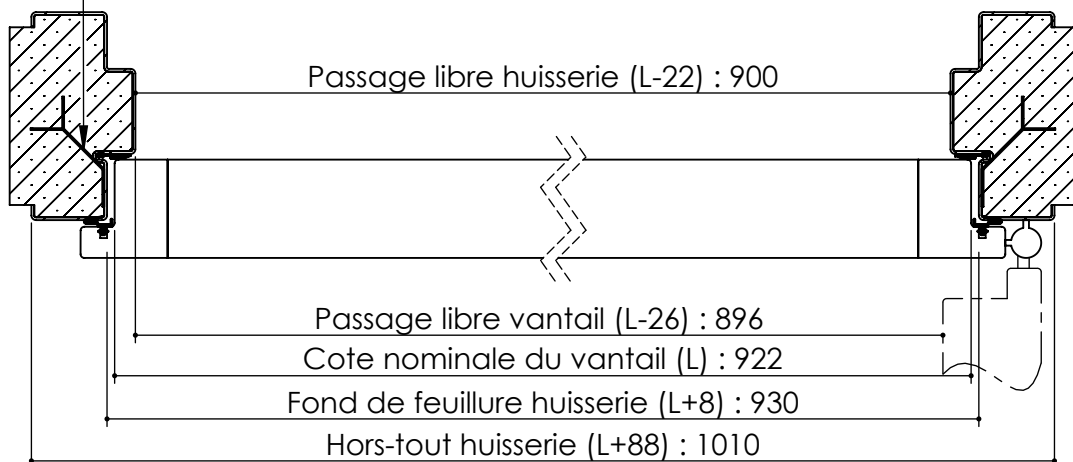 Passage libre huisserie (L-22) : 900
Passage libre vantail (L-26) : 896
Cote nominale du vantail (L) : 922
Fond de feuillure huisserie (L+8) : 930
Hors-tout huisserie (L+88) : 1010